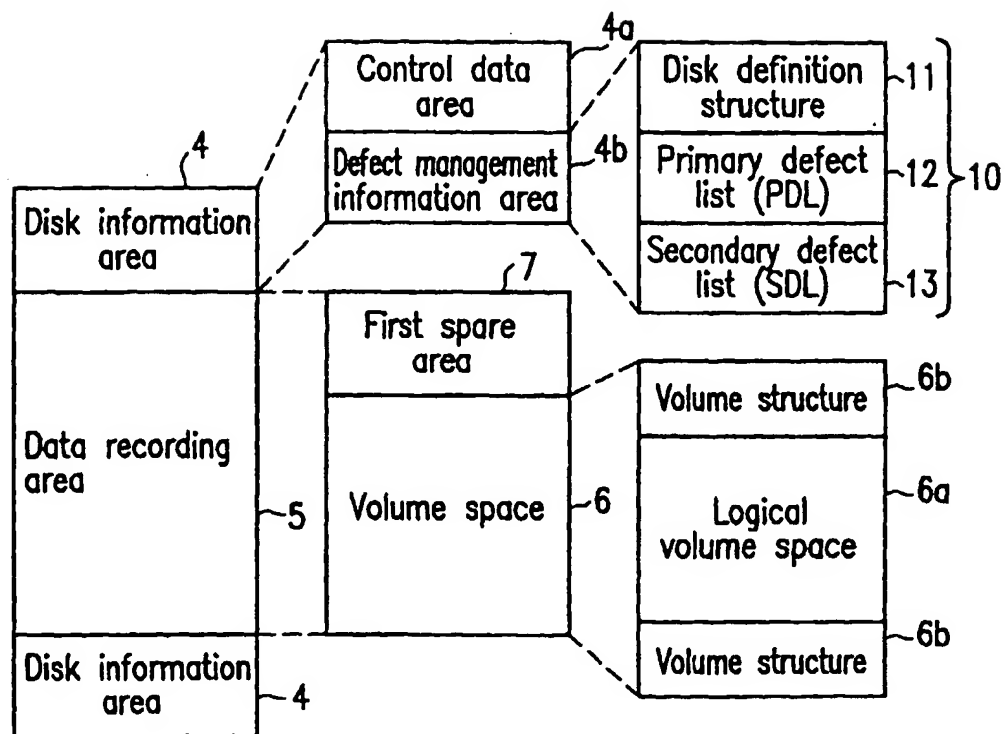 4
Disk information
area
Data recording
area
5
Disk information
area
4
4a
Control data
area
4b
Defect management
information area
7
First spare
area
Volume space
6
Disk definition
structure
11
Primary defect
list (PDL)
12
Secondary defect
list (SDL)
13
10
6b
Volume structure
6a
Logical
volume space
6b
Volume structure